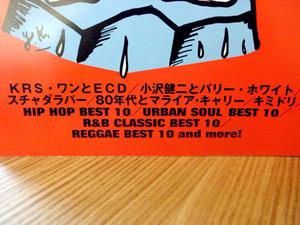 KRS・ワンとECD／小沢健二とバリー・ホワイト／
スチャダラパー／80年代とマライア・キャリー／キミドリ
HIP HOP BEST 10／URBAN SOUL BEST 10／
R&B CLASSIC BEST 10／
REGGAE BEST 10 and more!